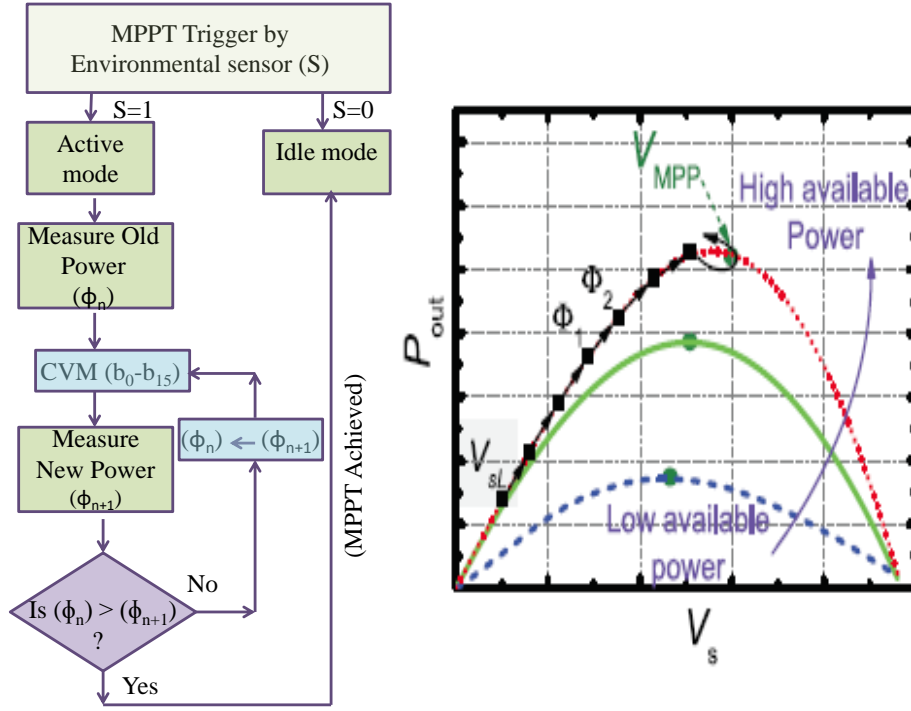 MPPT Trigger by
Environmental sensor (S)
S=1
S=0
Active
mode
Idle mode
Measure Old
Power
(ϕn)
CVM (b0-b15)
Measure
New Power
(ϕn+1)
(ϕn) ← (ϕn+1)
Is (ϕn) > (ϕn+1)
?
No
Yes
(MPPT Achieved)
Pout
Vs
VMPP
High available
Power
Φ1
Φ2
VsL
Low available
power